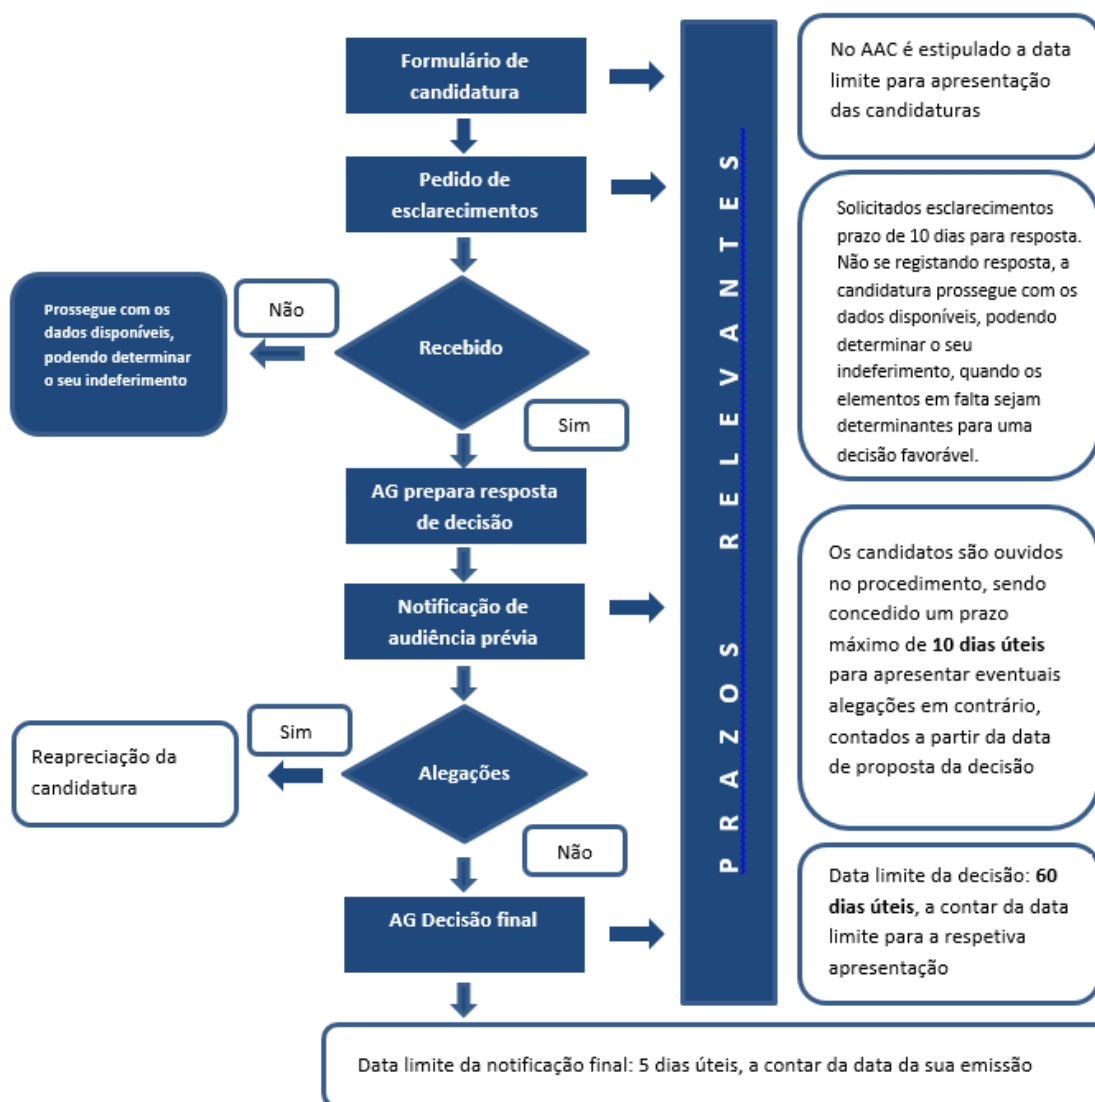 Formulário de
candidatura
No AAC é estipulado a data
limite para apresentação
das candidaturas
Pedido de
esclarecimentos
Solicitados esclarecimentos
prazo de 10 dias para resposta.
Não se registando resposta, a
candidatura prossegue com os
dados disponíveis, podendo
determinar o seu
indeferimento, quando os
elementos em falta sejam
determinantes para uma
decisão favorável.
Não
Prossegue com os
dados disponíveis,
podendo determinar
o seu indeferimento
Recebido
Sim
AG prepara resposta
de decisão
Notificação de
audiência prévia
Os candidatos são ouvidos
no procedimento, sendo
concedido um prazo
máximo de 10 dias úteis
para apresentar eventuais
alegações em contrário,
contados a partir da data
de proposta da decisão
Sim
Reapreciação da
candidatura
Alegações
Não
AG Decisão final
Data limite da decisão: 60
dias úteis, a contar da data
limite para a respetiva
apresentação
PRAZOS RELEVANTES
Data limite da notificação final: 5 dias úteis, a contar da data da sua emissão